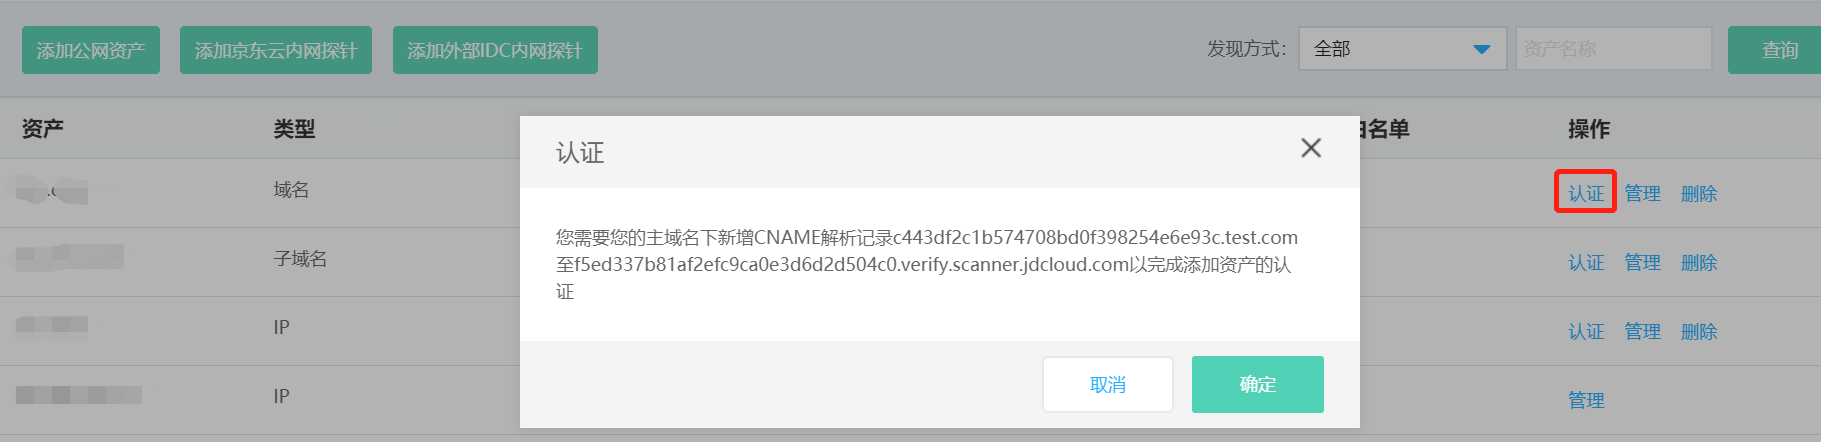 添加公网资产 添加京东云内网探针 添加外部IDC内网探针 发现方式: 全部 资产名称 查询
资产 类型 白名单 操作
认证
域名 认证 管理 删除
您需要您的主域名下新增CNAME解析记录c443df2c1b574708bd0f398254e6e93c.test.com
子域名 认证 管理 删除
至f5ed337b81af2efc9ca0e3d6d2d504c0.verify.scanner.jdcloud.com以完成添加资产的认
证
IP 认证 管理 删除
取消 确定
IP 管理